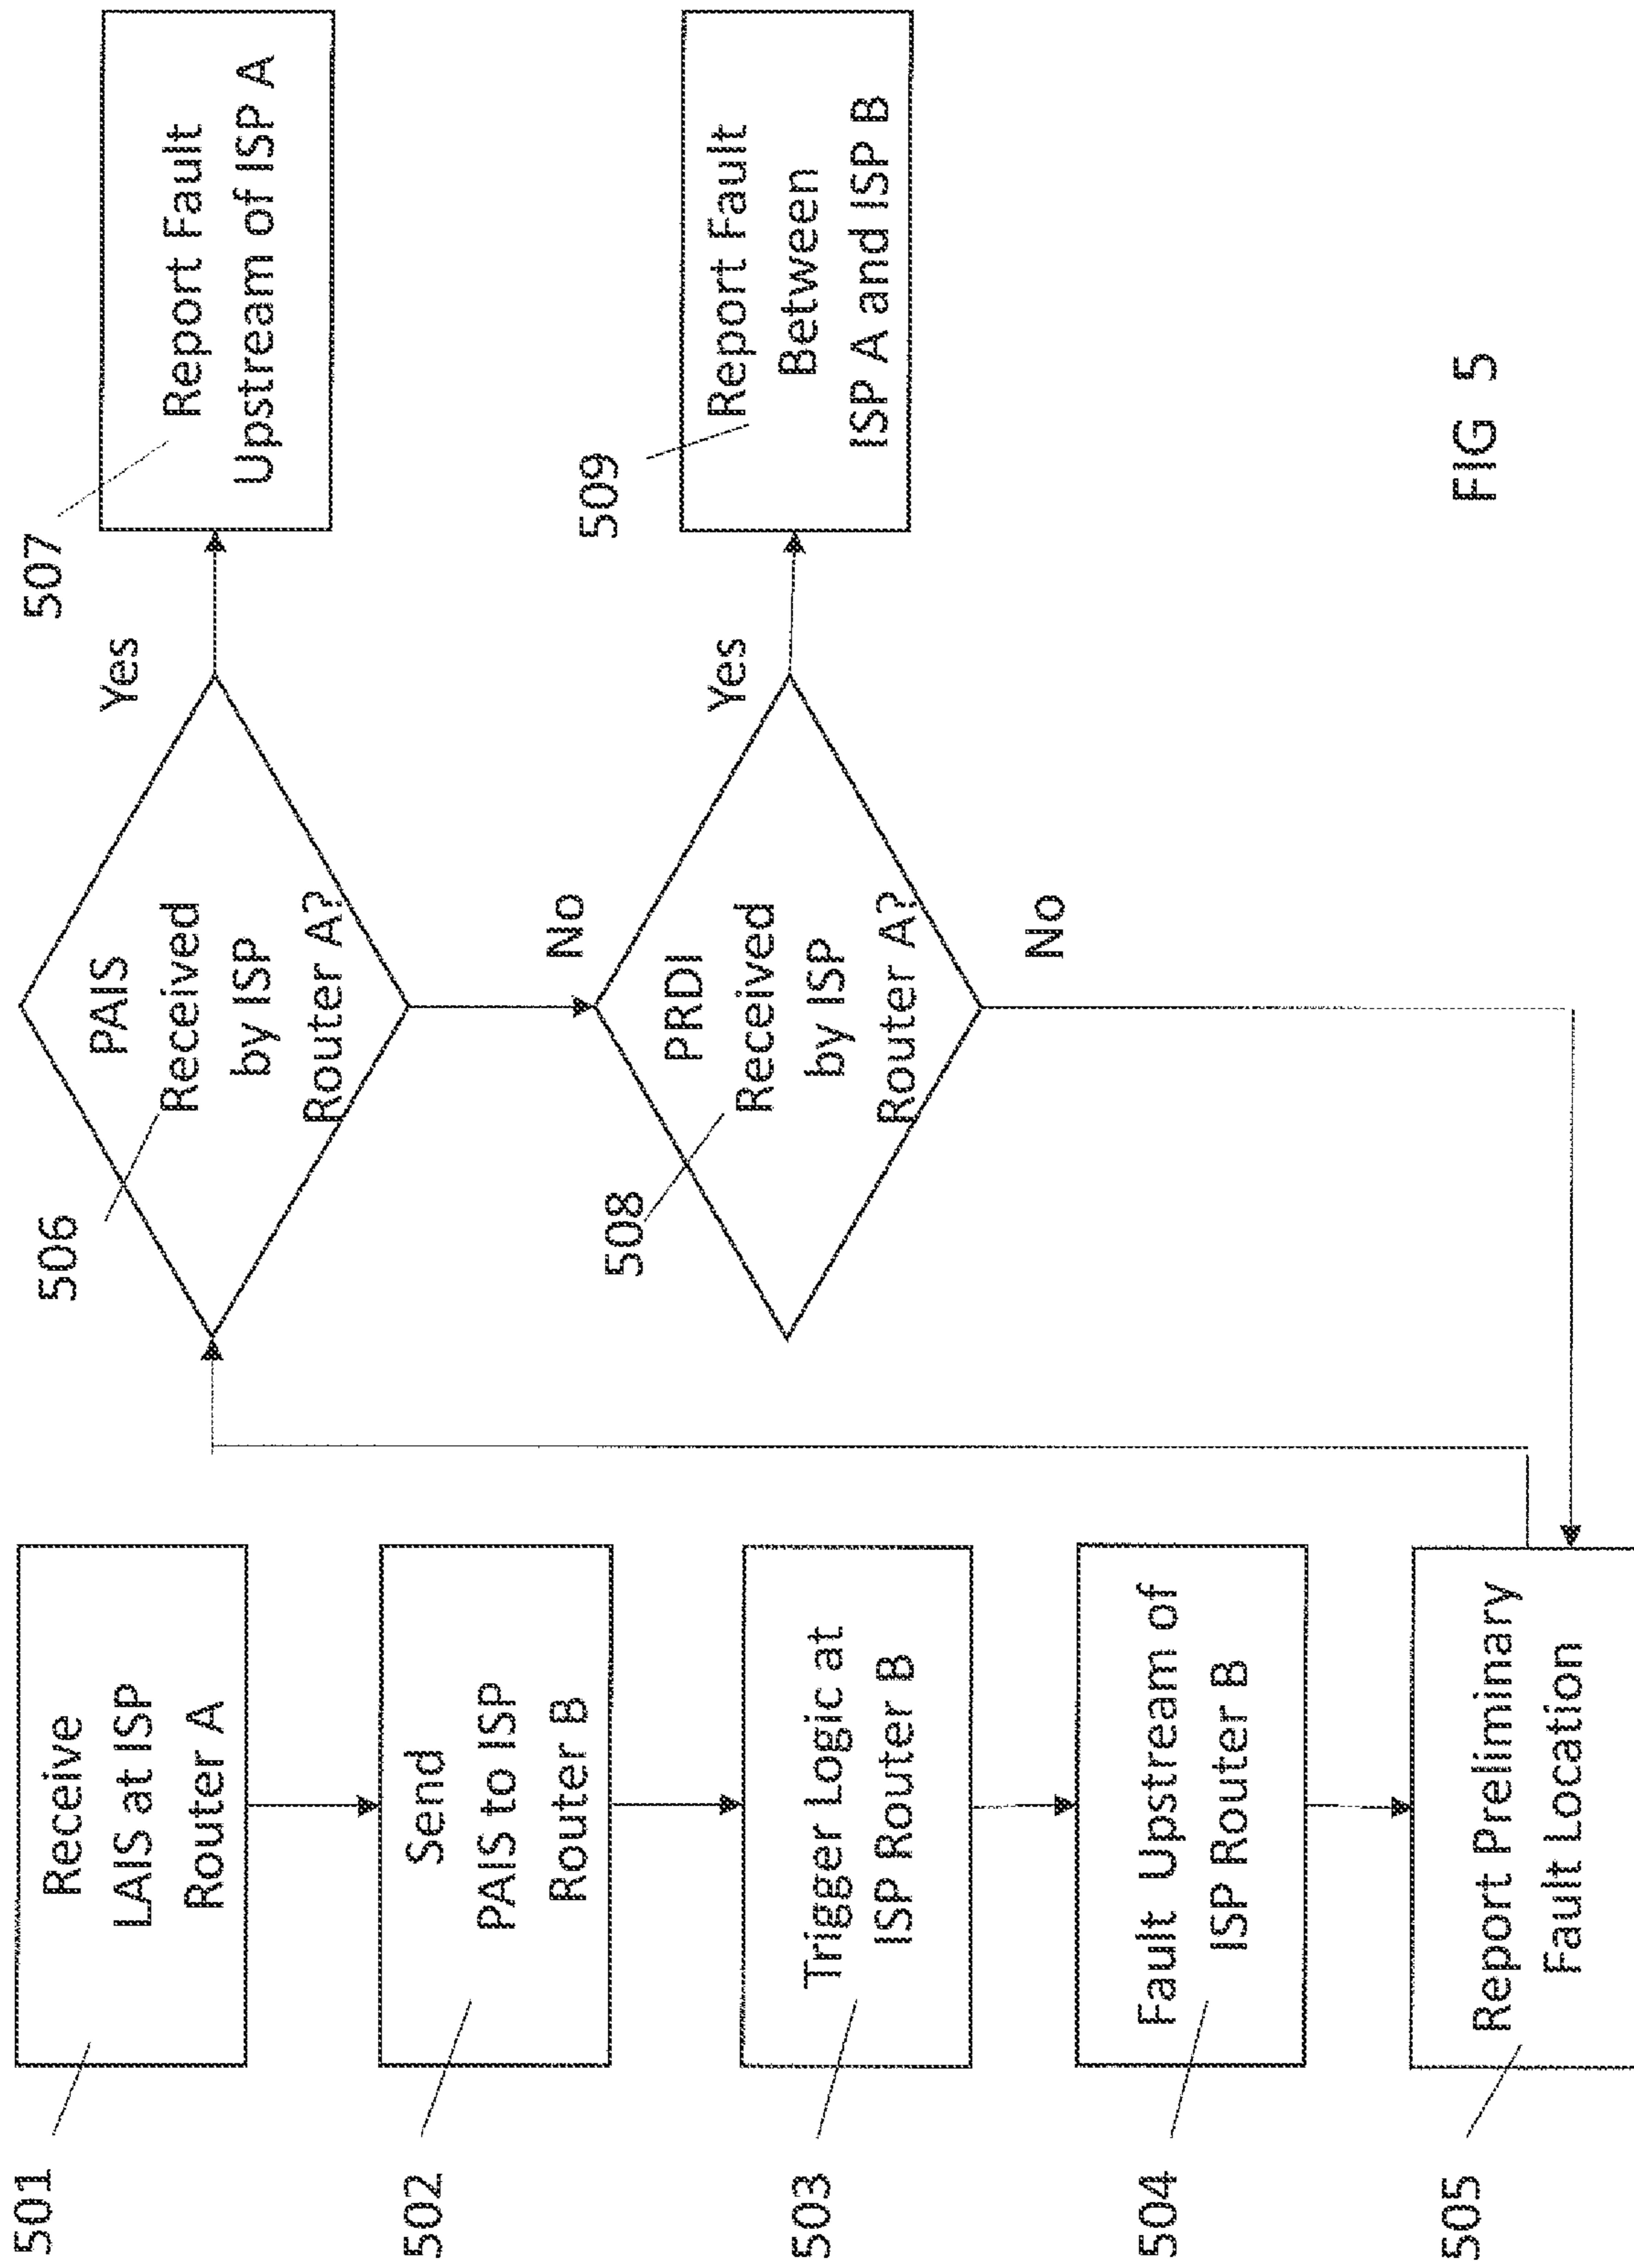 501
Receive
LAIS at ISP
Router A
502
Send
PAIS to ISP
Router B
503
Trigger Logic at
ISP Router B
504
Fault Upstream of
ISP Router B
505
Report Preliminary
Fault Location
506
PAIS
Received
by ISP
Router A?
Yes
No
507
Report Fault
Upstream of ISP A
508
PRDI
Received
by ISP
Router A?
Yes
No
509
Report Fault
Between
ISP A and ISP B
FIG 5